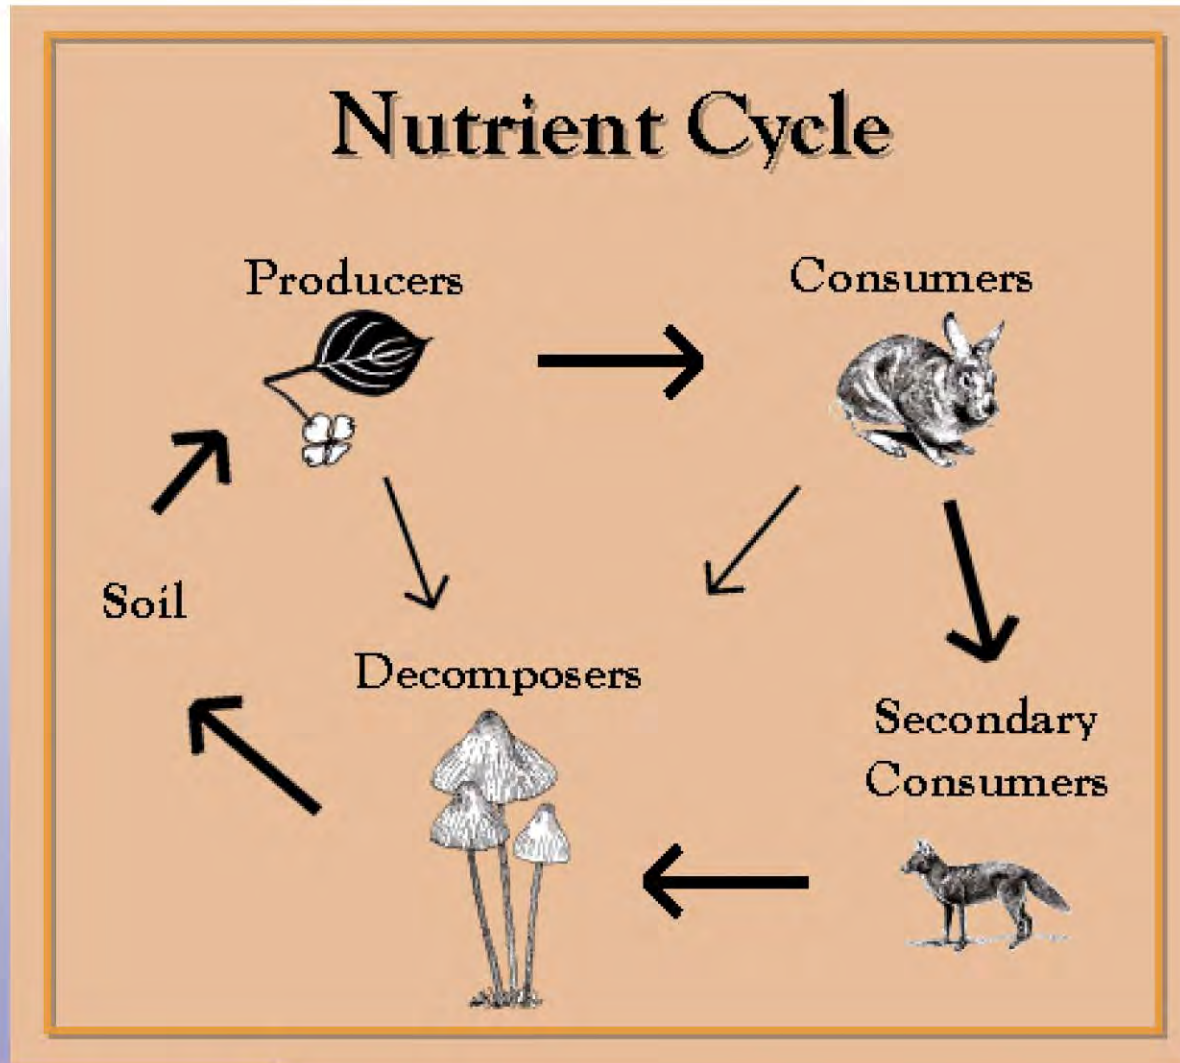 Nutrient Cycle
Producers
Consumers
Soil
Decomposers
Secondary
Consumers